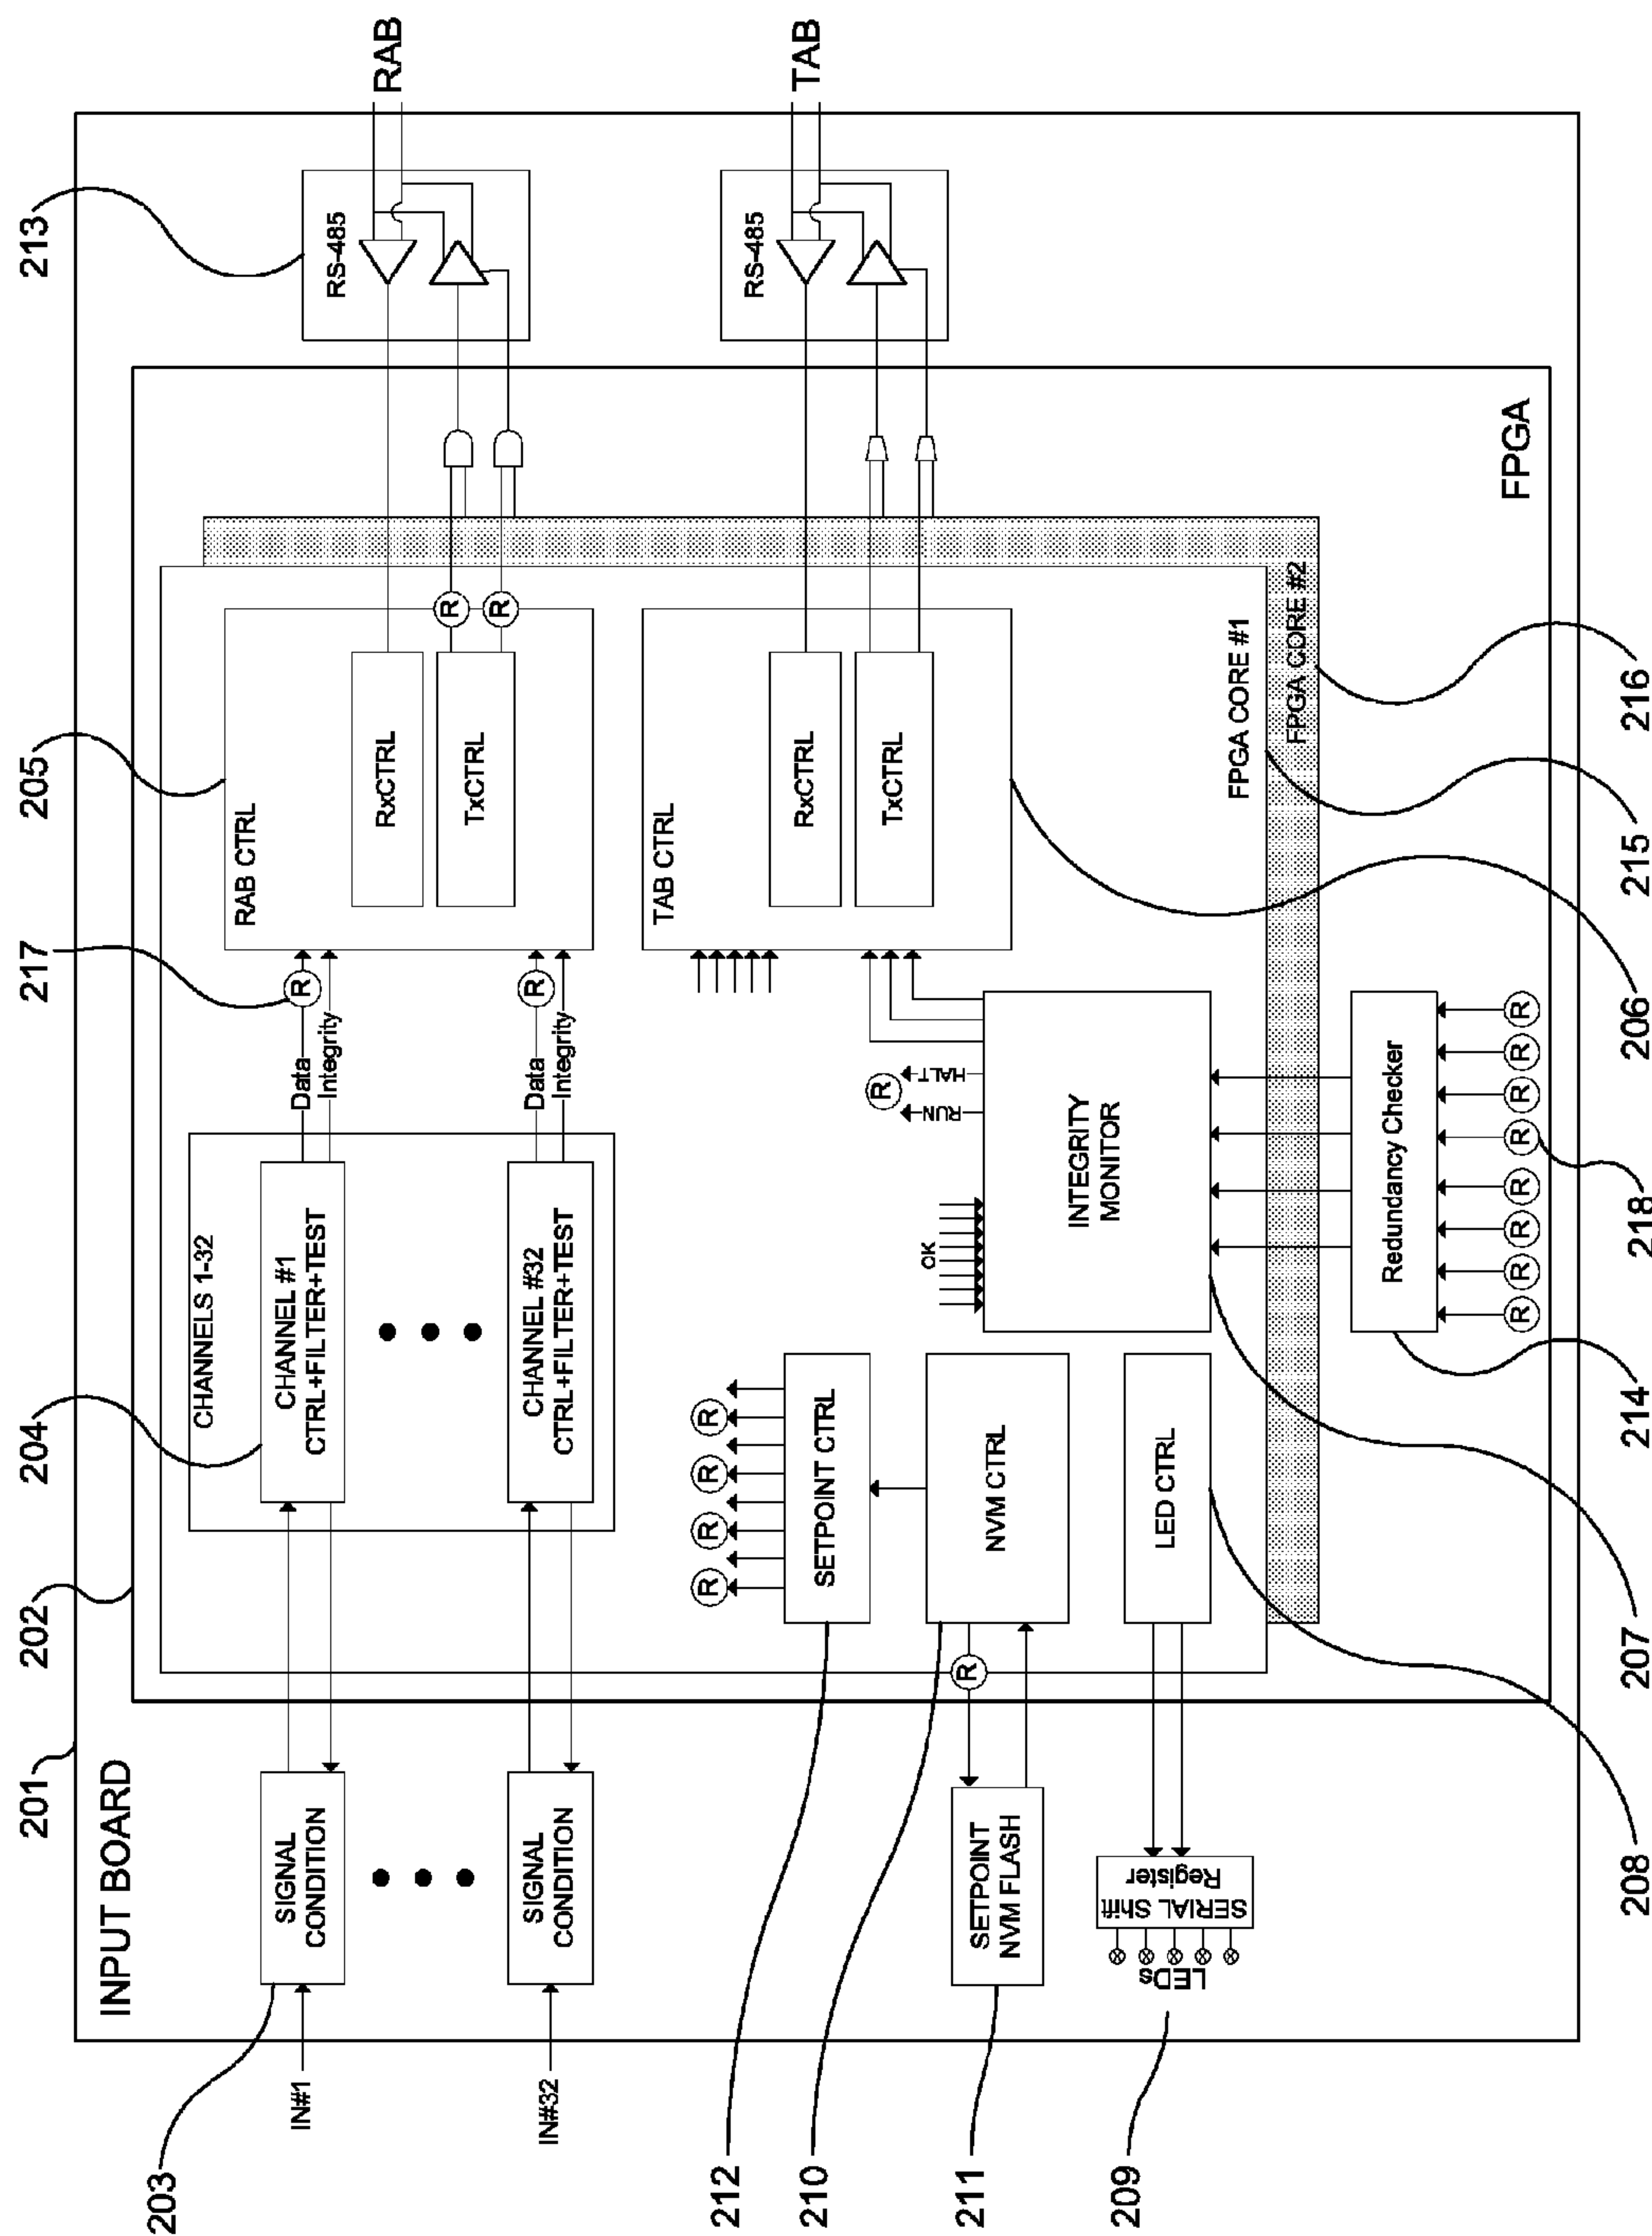 201
202
204
217
205
213
INPUT BOARD
203
IN#1
SIGNAL
CONDITION
CHANNELS 1-32
CHANNEL #1
CTRL+FILTER+TEST
Data
R
Integrity
RAB CTRL
RxCTRL
TxCTRL
R
R
RS-485
RAB
IN#32
SIGNAL
CONDITION
CHANNEL #32
CTRL+FILTER+TEST
Data
R
Integrity
212
R R R R
SETPOINT CTRL
TAB CTRL
RxCTRL
TxCTRL
RS-485
TAB
210
NVM CTRL
R
OK
RUN
HALT
R
INTEGRITY
MONITOR
211
SETPOINT
NVM FLASH
209
LEDs
SERIAL Shift
Register
LED CTRL
FPGA CORE #1
FPGA CORE #2
Redundancy Checker
R R R R R R R R
FPGA
208
207
214
218
206
215
216